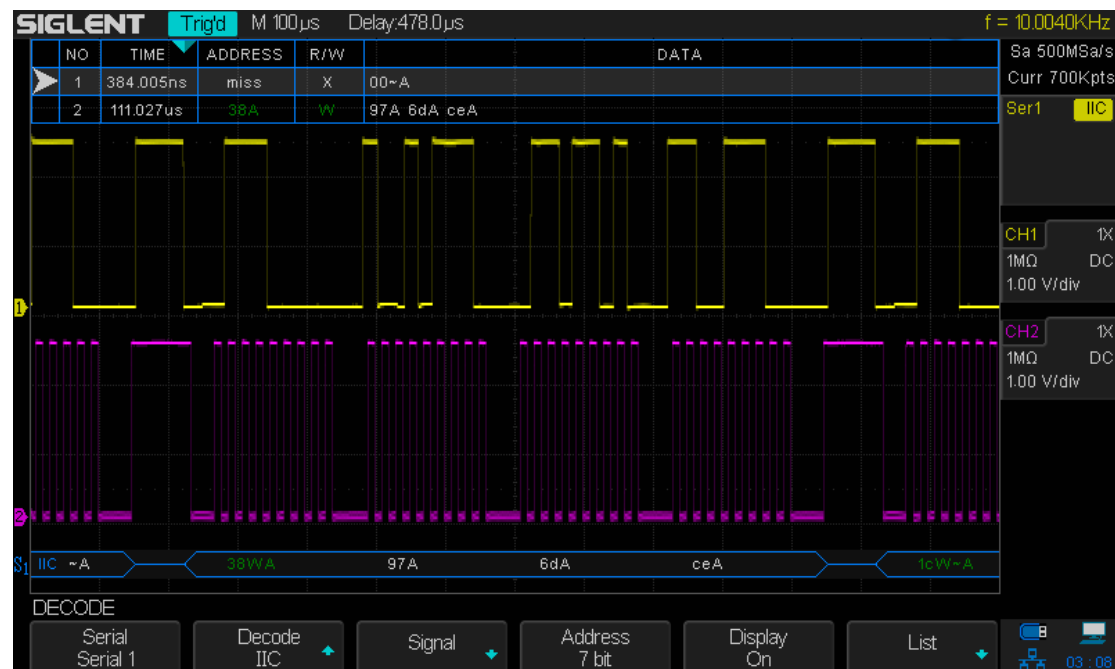 SIGLENT Trig'd M 100µs Delay:478.0µs f = 10.0040KHz
NO TIME ADDRESS R/W DATA
1 384.005ns miss X 00~A
2 111.027us 38A W 97A 6dA ceA
Sa 500MSa/s
Curr 700Kpts
Ser1 IIC
CH1 1X
1MΩ DC
1.00 V/div
CH2 1X
1MΩ DC
1.00 V/div
1
2
S1 IIC ~A 38WA 97A 6dA ceA 1cW~A
DECODE
Serial Decode Signal Address Display List
Serial 1 IIC 7 bit On
03:06